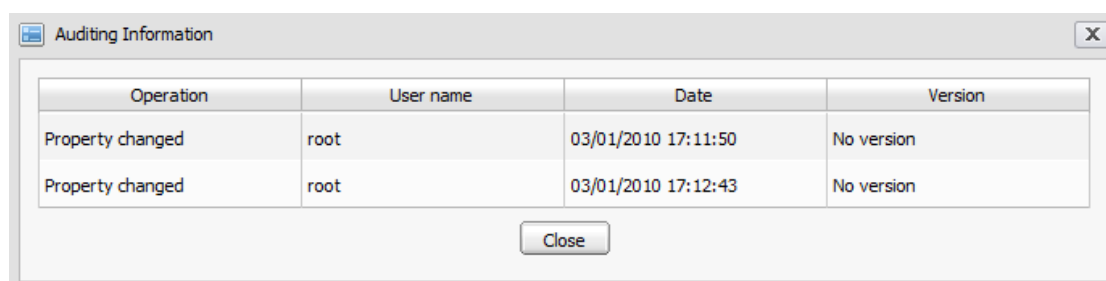 Auditing Information
X
Operation User name Date Version
Property changed root 03/01/2010 17:11:50 No version
Property changed root 03/01/2010 17:12:43 No version
Close